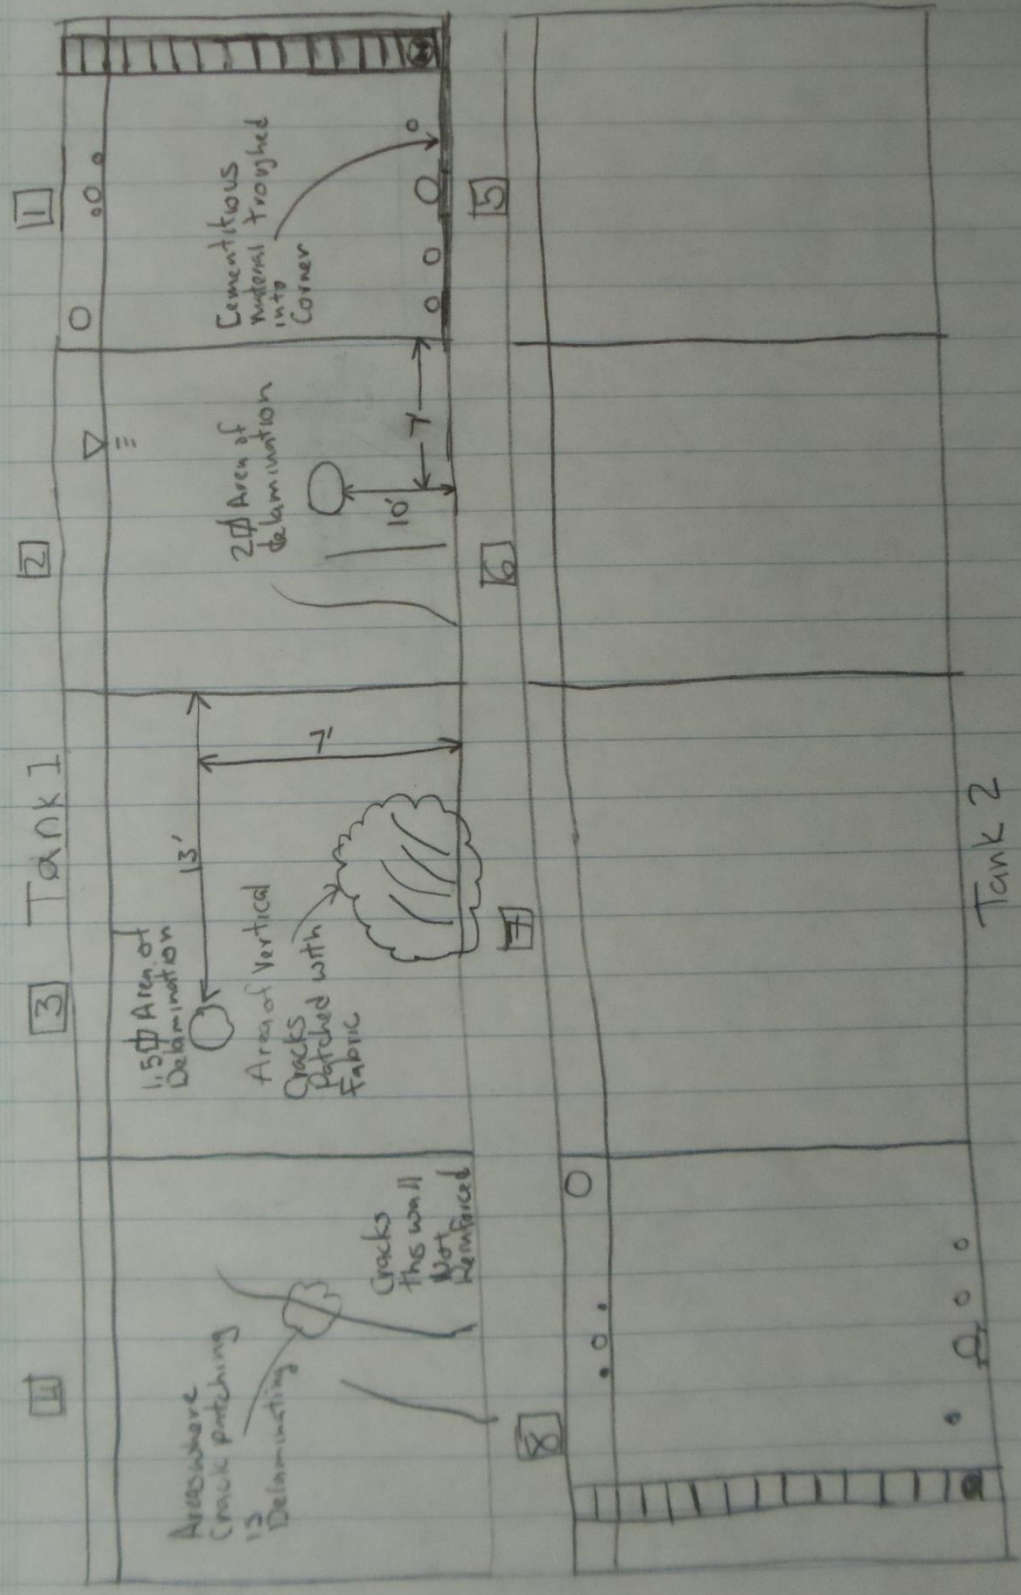 Tank 1
4
3
2
1
Areas where
Crack patching
is
Delaminating
Cracks
this wall
Not
Reinforced
1.5⏍ Area of
Delamination
13'
7'
Area of Vertical
Cracks
Patched with
Fabric
2⏍ Area of
delamination
10'
7'
Cementitious
material troughed
into
Corner
8
7
6
5
Tank 2